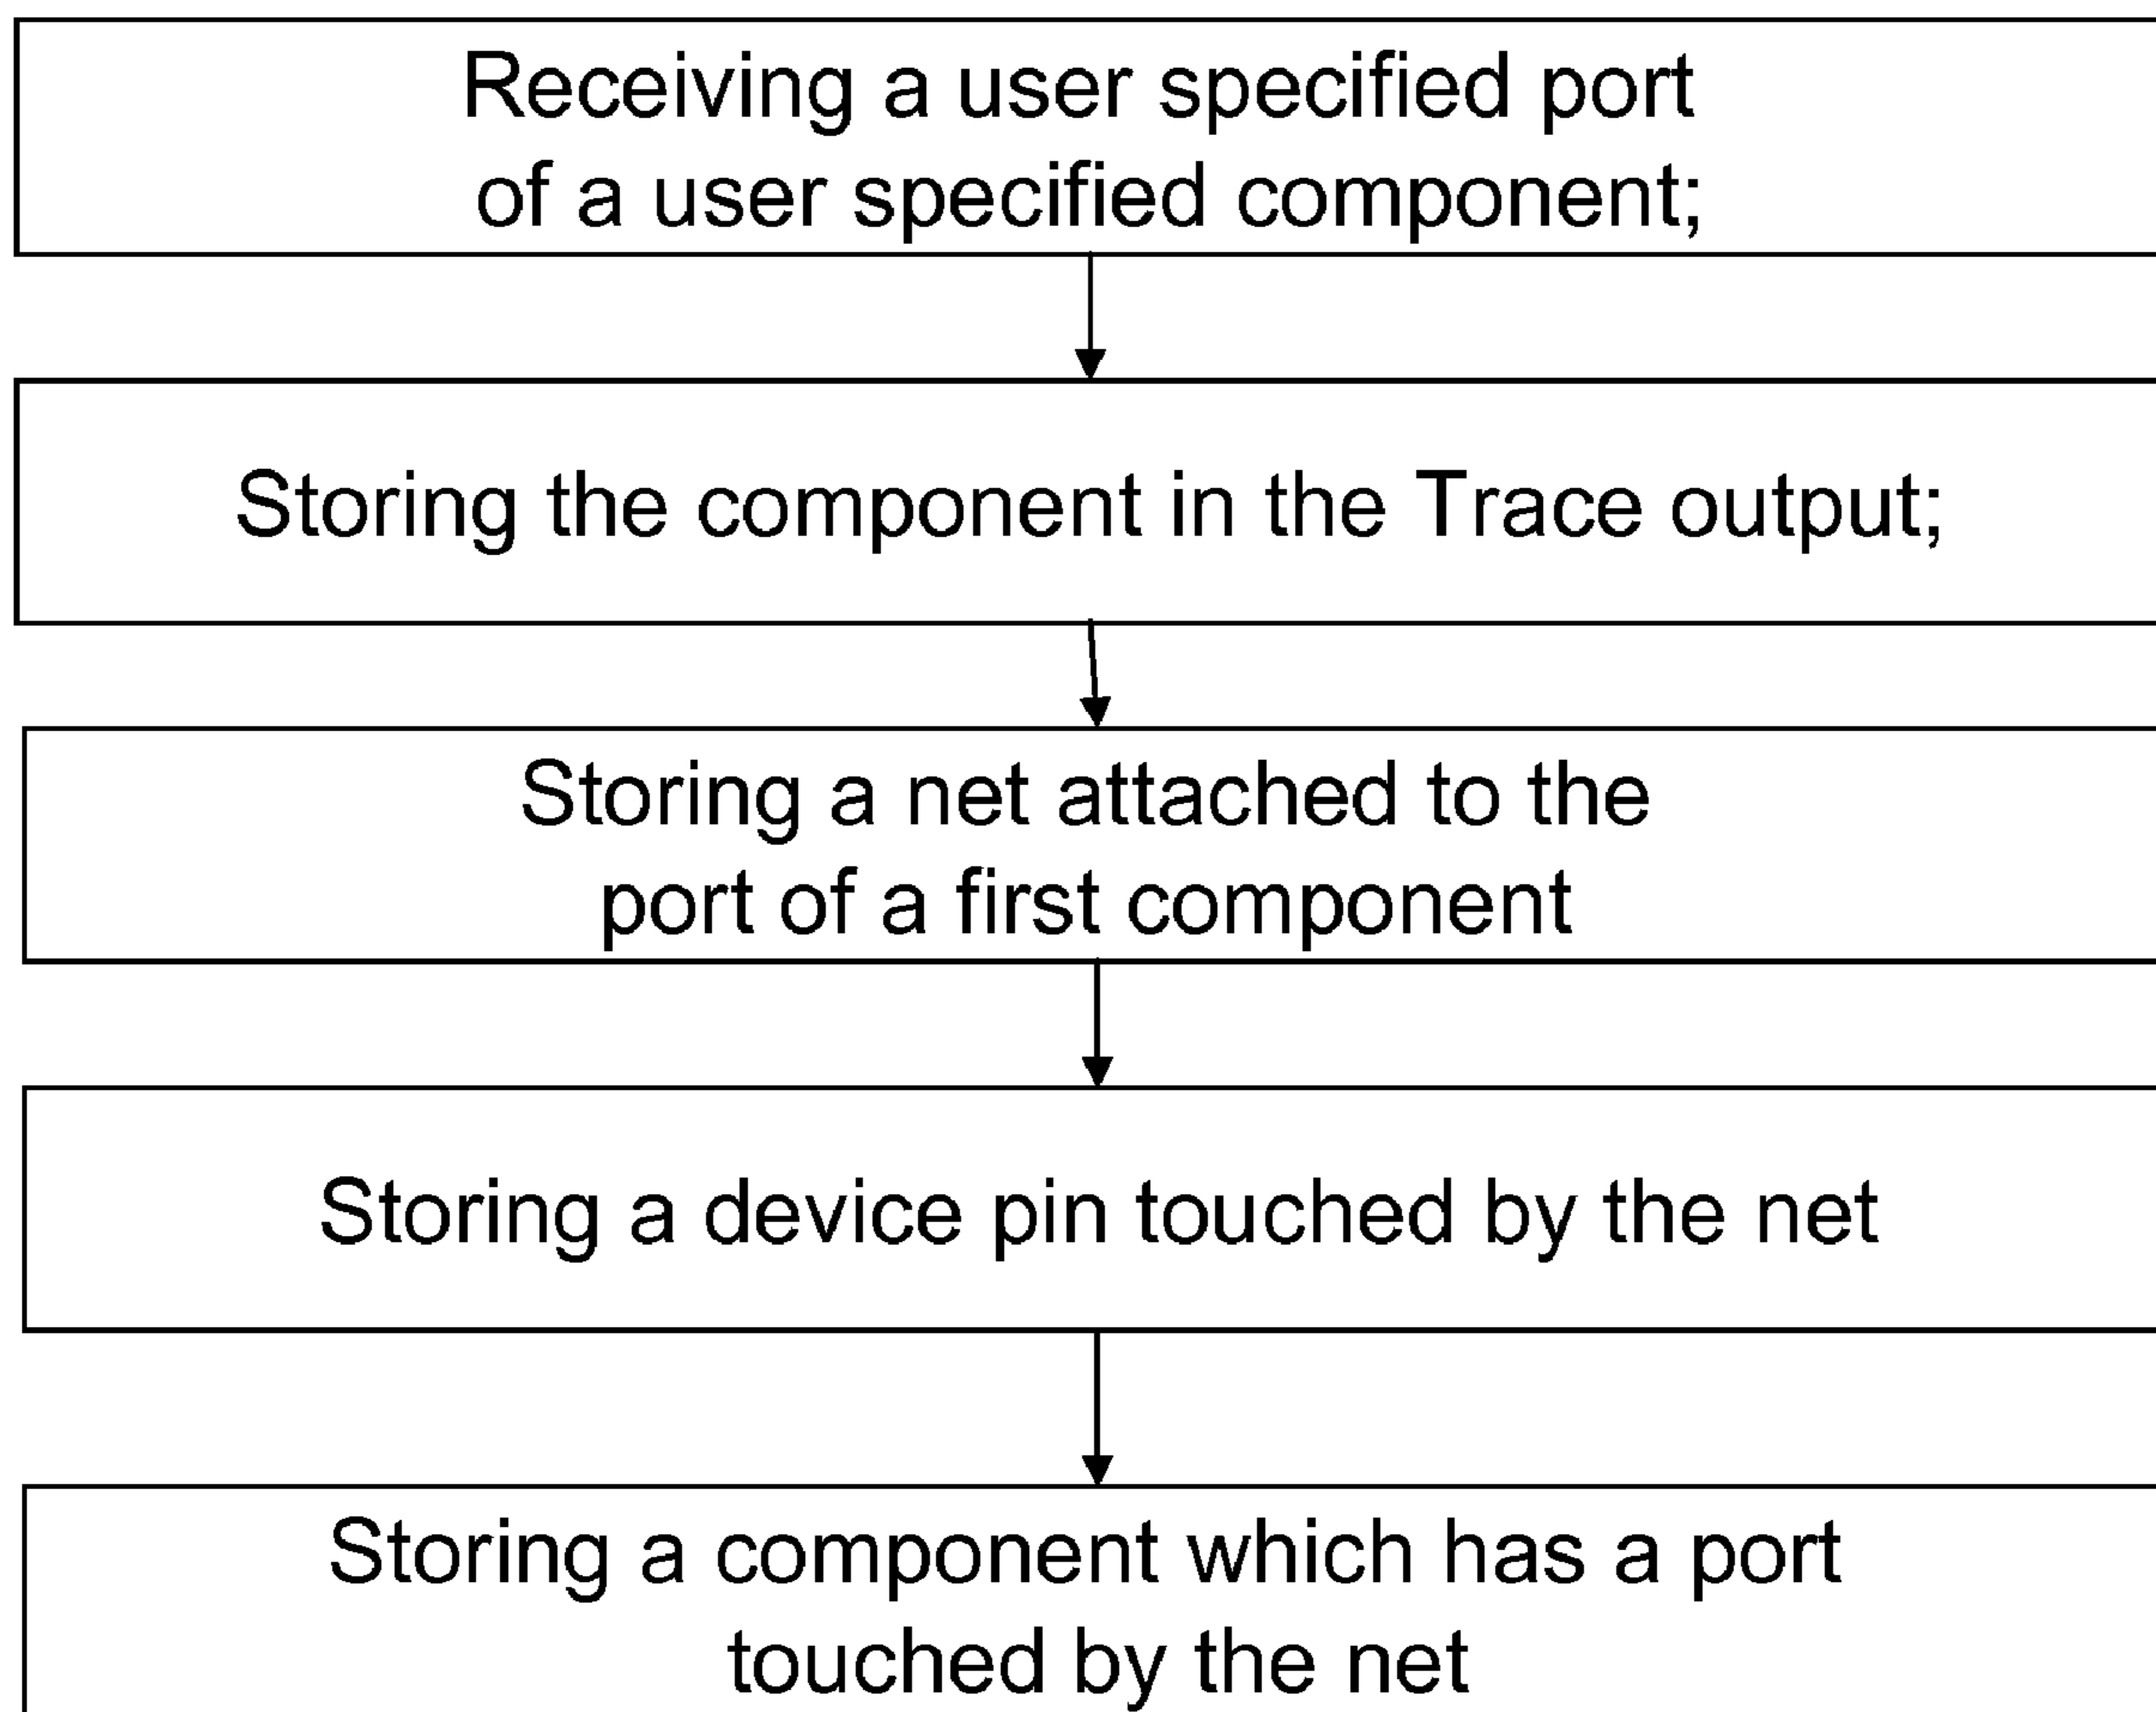 Receiving a user specified port
of a user specified component;
Storing the component in the Trace output;
Storing a net attached to the
port of a first component
Storing a device pin touched by the net
Storing a component which has a port
touched by the net